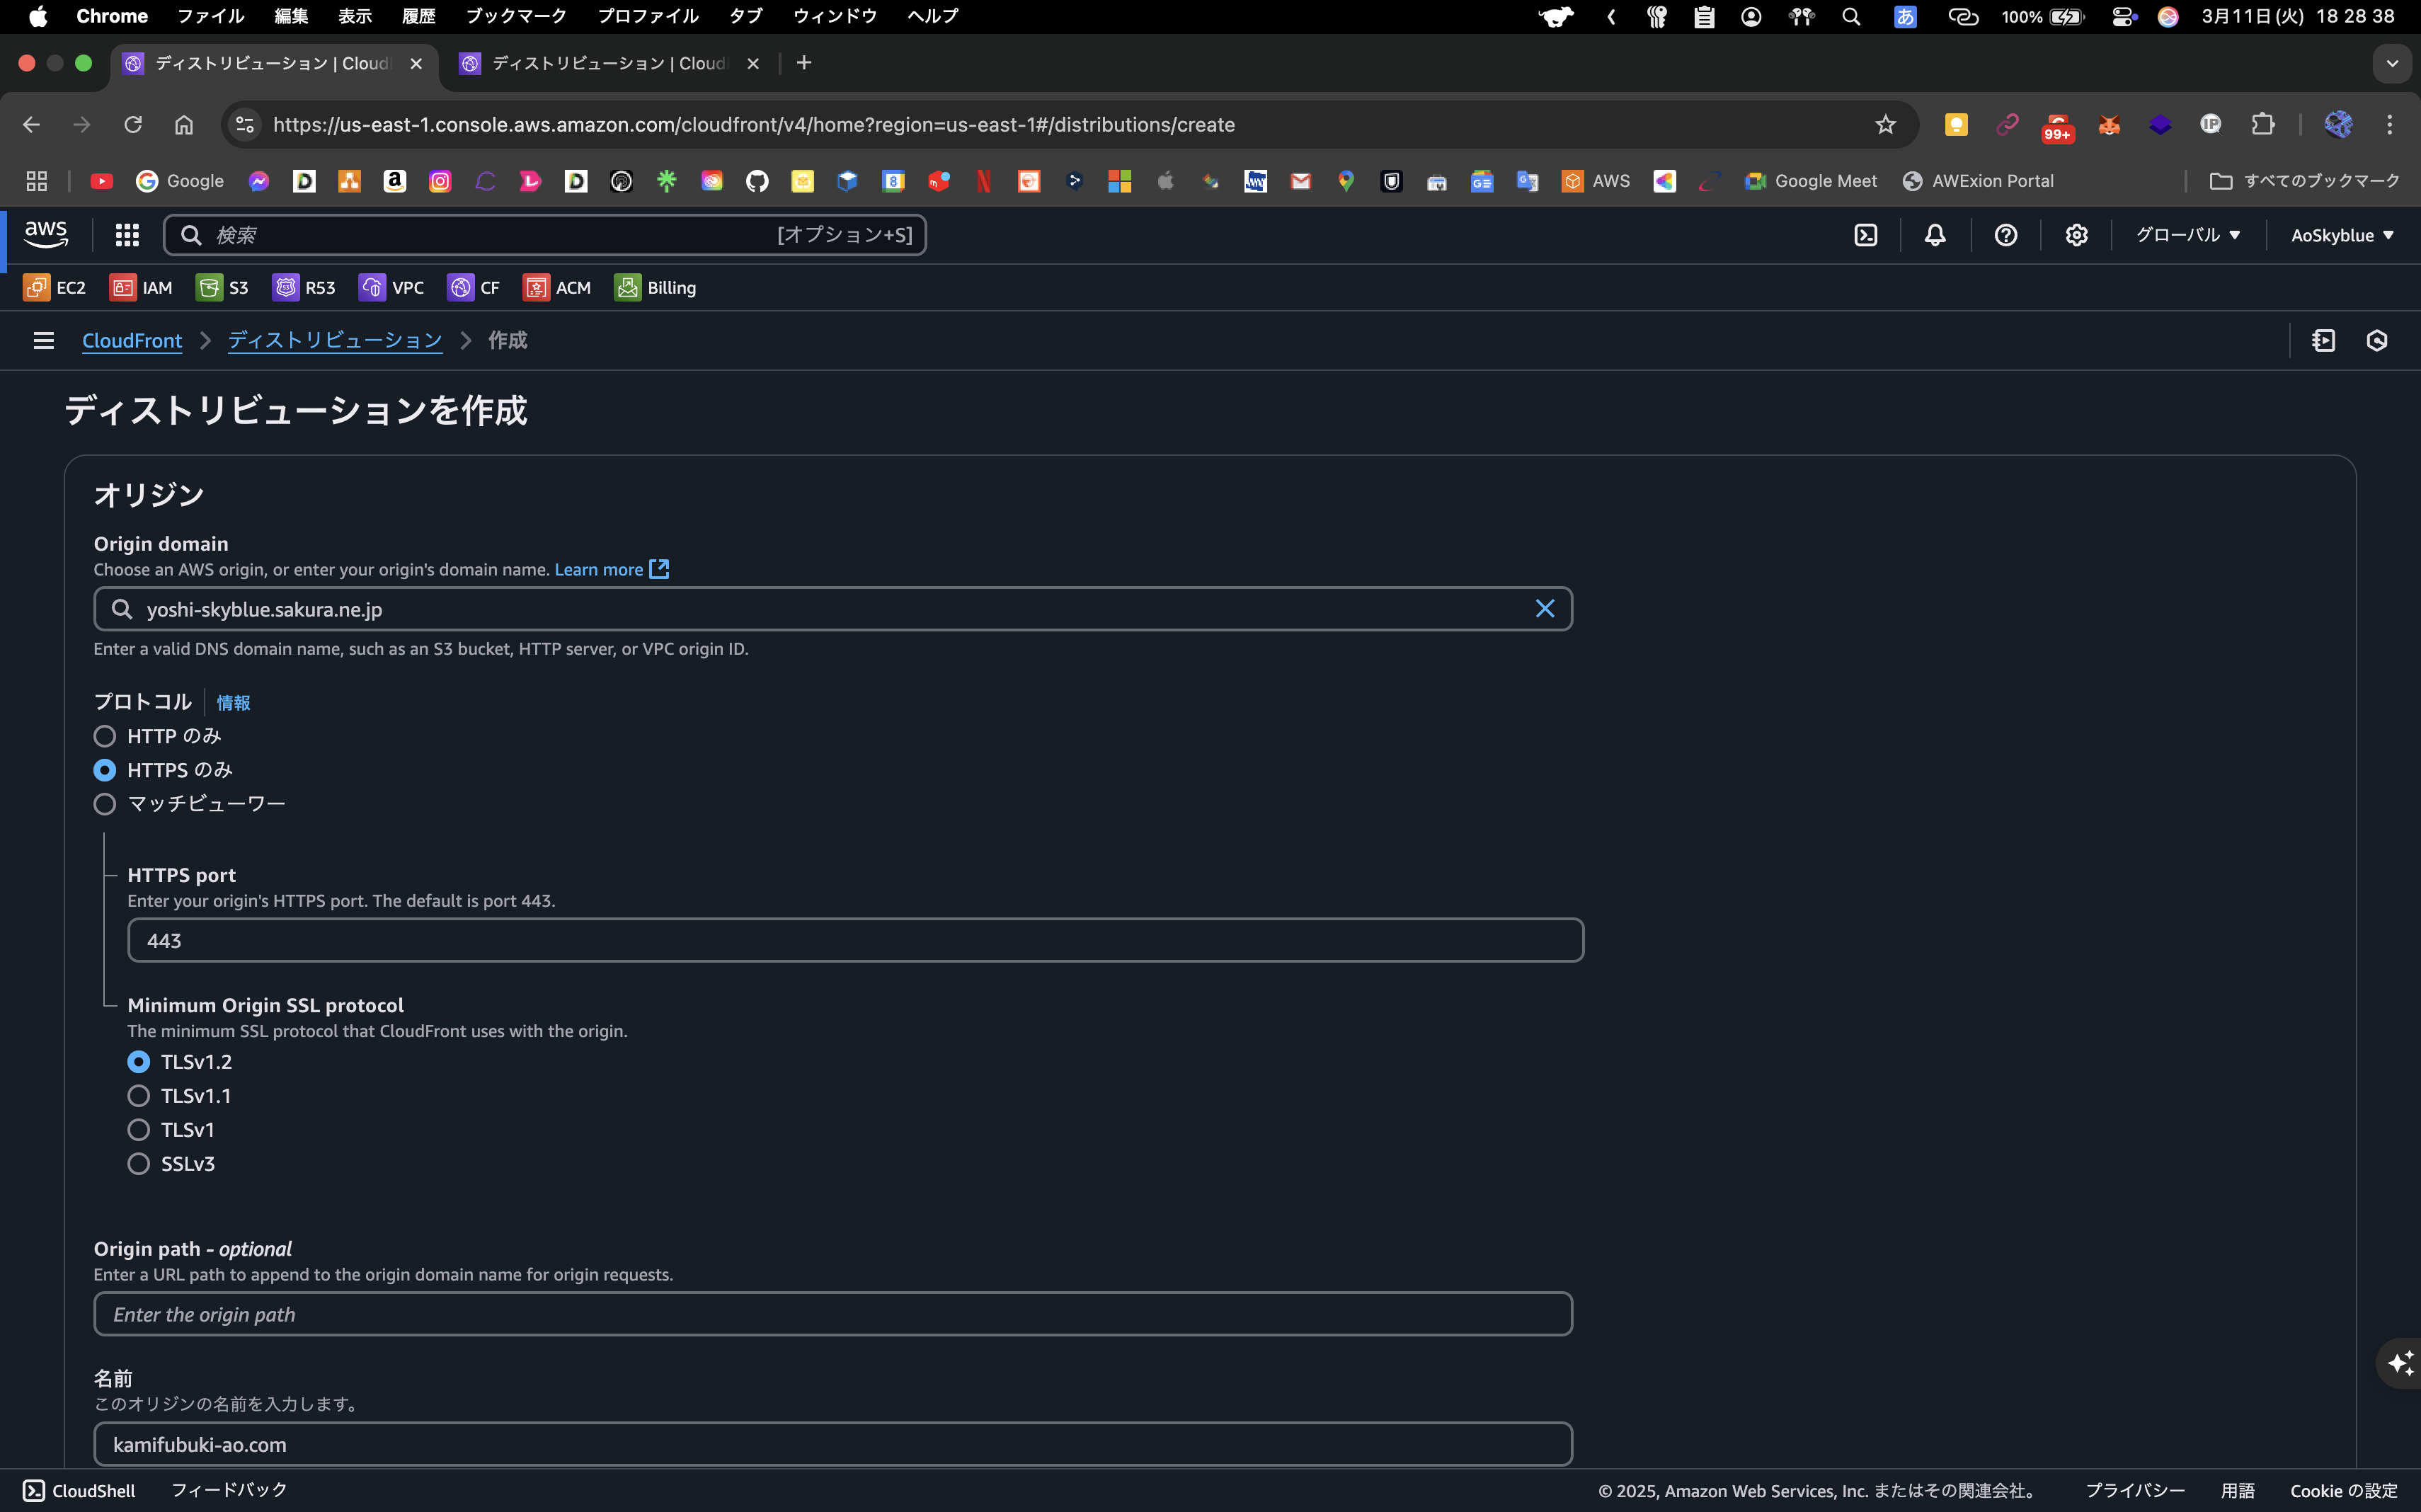 Chrome ファイル 編集 表示 履歴 ブックマーク プロファイル タブ ウィンドウ ヘルプ あ 100% 3月11日(火) 18 28 38
ディストリビューション | Cloud ディストリビューション | Cloud
https://us-east-1.console.aws.amazon.com/cloudfront/v4/home?region=us-east-1#/distributions/create 99+ IP
Google AWS Google Meet AWExion Portal すべてのブックマーク
aws 検索 [オプション+S] グローバル AoSkyblue
EC2 IAM S3 R53 VPC CF ACM Billing
CloudFront ディストリビューション 作成
ディストリビューションを作成
オリジン
Origin domain
Choose an AWS origin, or enter your origin's domain name. Learn more
yoshi-skyblue.sakura.ne.jp
Enter a valid DNS domain name, such as an S3 bucket, HTTP server, or VPC origin ID.
プロトコル 情報
HTTP のみ
HTTPS のみ
マッチビューワー
HTTPS port
Enter your origin's HTTPS port. The default is port 443.
443
Minimum Origin SSL protocol
The minimum SSL protocol that CloudFront uses with the origin.
TLSv1.2
TLSv1.1
TLSv1
SSLv3
Origin path - optional
Enter a URL path to append to the origin domain name for origin requests.
Enter the origin path
名前
このオリジンの名前を入力します。
kamifubuki-ao.com
CloudShell フィードバック © 2025, Amazon Web Services, Inc. またはその関連会社。 プライバシー 用語 Cookie の設定